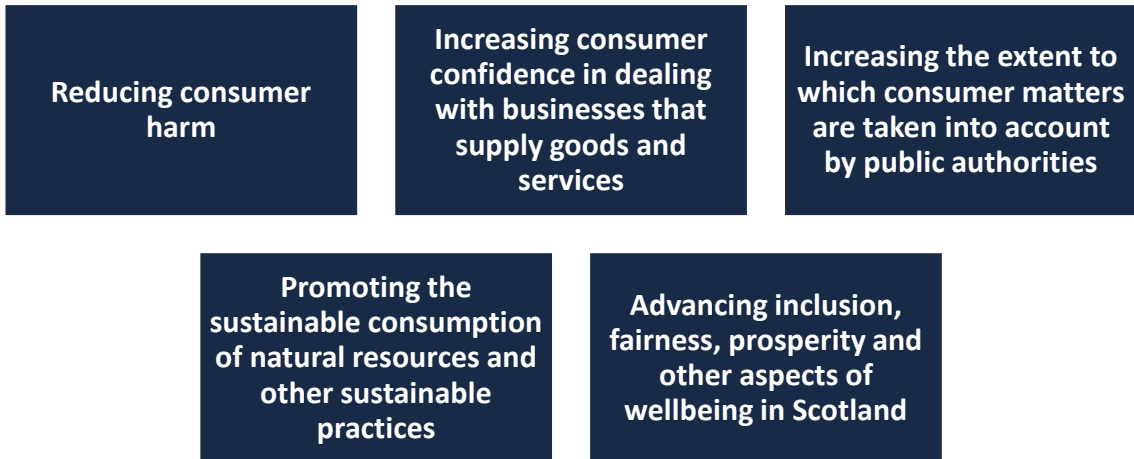 Reducing consumer
harm
Increasing consumer
confidence in dealing
with businesses that
supply goods and
services
Increasing the extent to
which consumer matters
are taken into account
by public authorities
Promoting the
sustainable consumption
of natural resources and
other sustainable
practices
Advancing inclusion,
fairness, prosperity and
other aspects of
wellbeing in Scotland